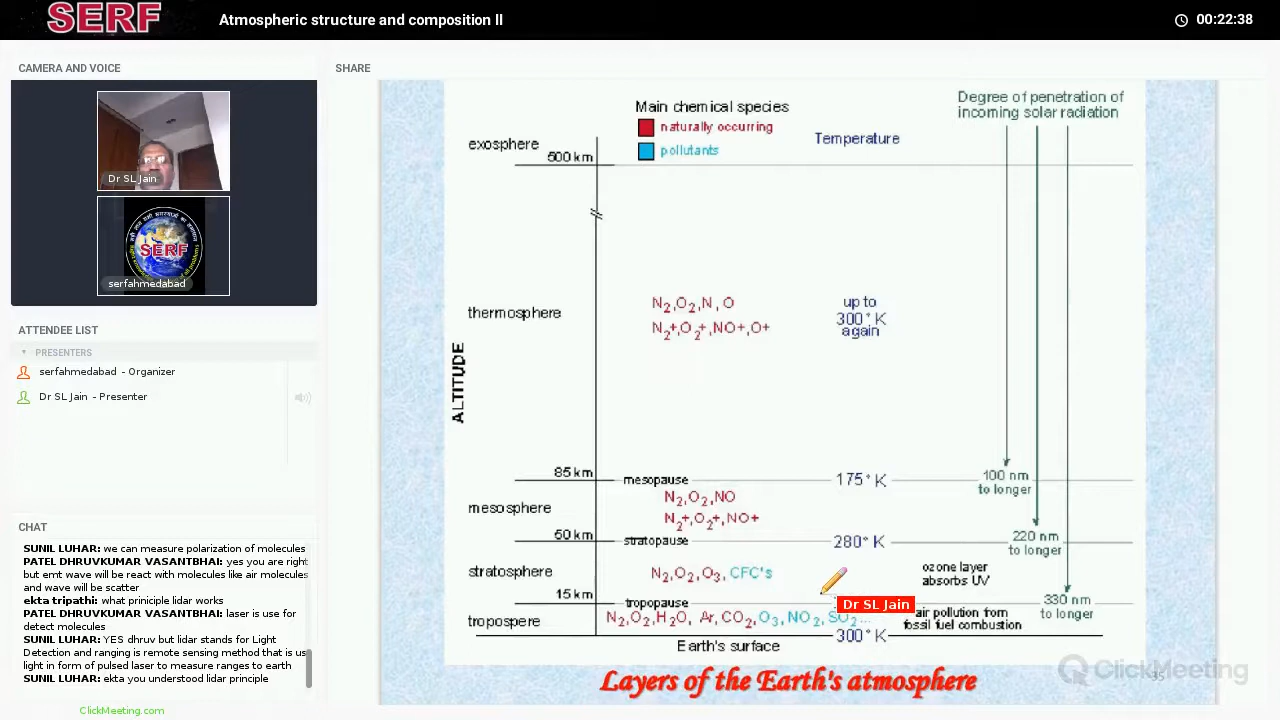 SERF
Atmospheric structure and composition II
00:22:38
CAMERA AND VOICE
Dr SL Jain
SERF
serfahmedabad
ATTENDEE LIST
PRESENTERS
serfahmedabad - Organizer
Dr SL Jain - Presenter
CHAT
SUNIL LUHAR: we can measure polarization of molecules
PATEL DHRUVKUMAR VASANTBHAI: yes you are right
but emt wave will be react with molecules like air molecules
and wave will be scatter
ekta tripathi: what priniciple lidar works
PATEL DHRUVKUMAR VASANTBHAI: laser is use for
detect molecules
SUNIL LUHAR: YES dhruv but lidar stands for Light
Detection and ranging is remote sensing method that is us
light in form of pulsed laser to measure ranges to earth
SUNIL LUHAR: ekta you understood lidar principle
ClickMeeting.com
SHARE
Main chemical species
naturally occurring
pollutants
Temperature
Degree of penetration of
incoming solar radiation
exosphere
500 km
thermosphere
N2,O2,N , O
N2+,O2+,NO+,O+
up to
300°K
again
ALTITUDE
85 km
mesopause
175°K
100 nm
to longer
mesosphere
N2,O2,NO
N2+,O2+,NO+
50 km
stratopause
280°K
220 nm
to longer
stratosphere
N2,O2,O3, CFC's
ozone layer
absorbs UV
15 km
tropopause
Dr SL Jain
330 nm
to longer
tropospere
N2,O2,H2O, Ar,CO2,O3, NO2, SO2...
air pollution from
fossil fuel combustion
300°K
Earth's surface
Layers of the Earth's atmosphere
ClickMeeting
35